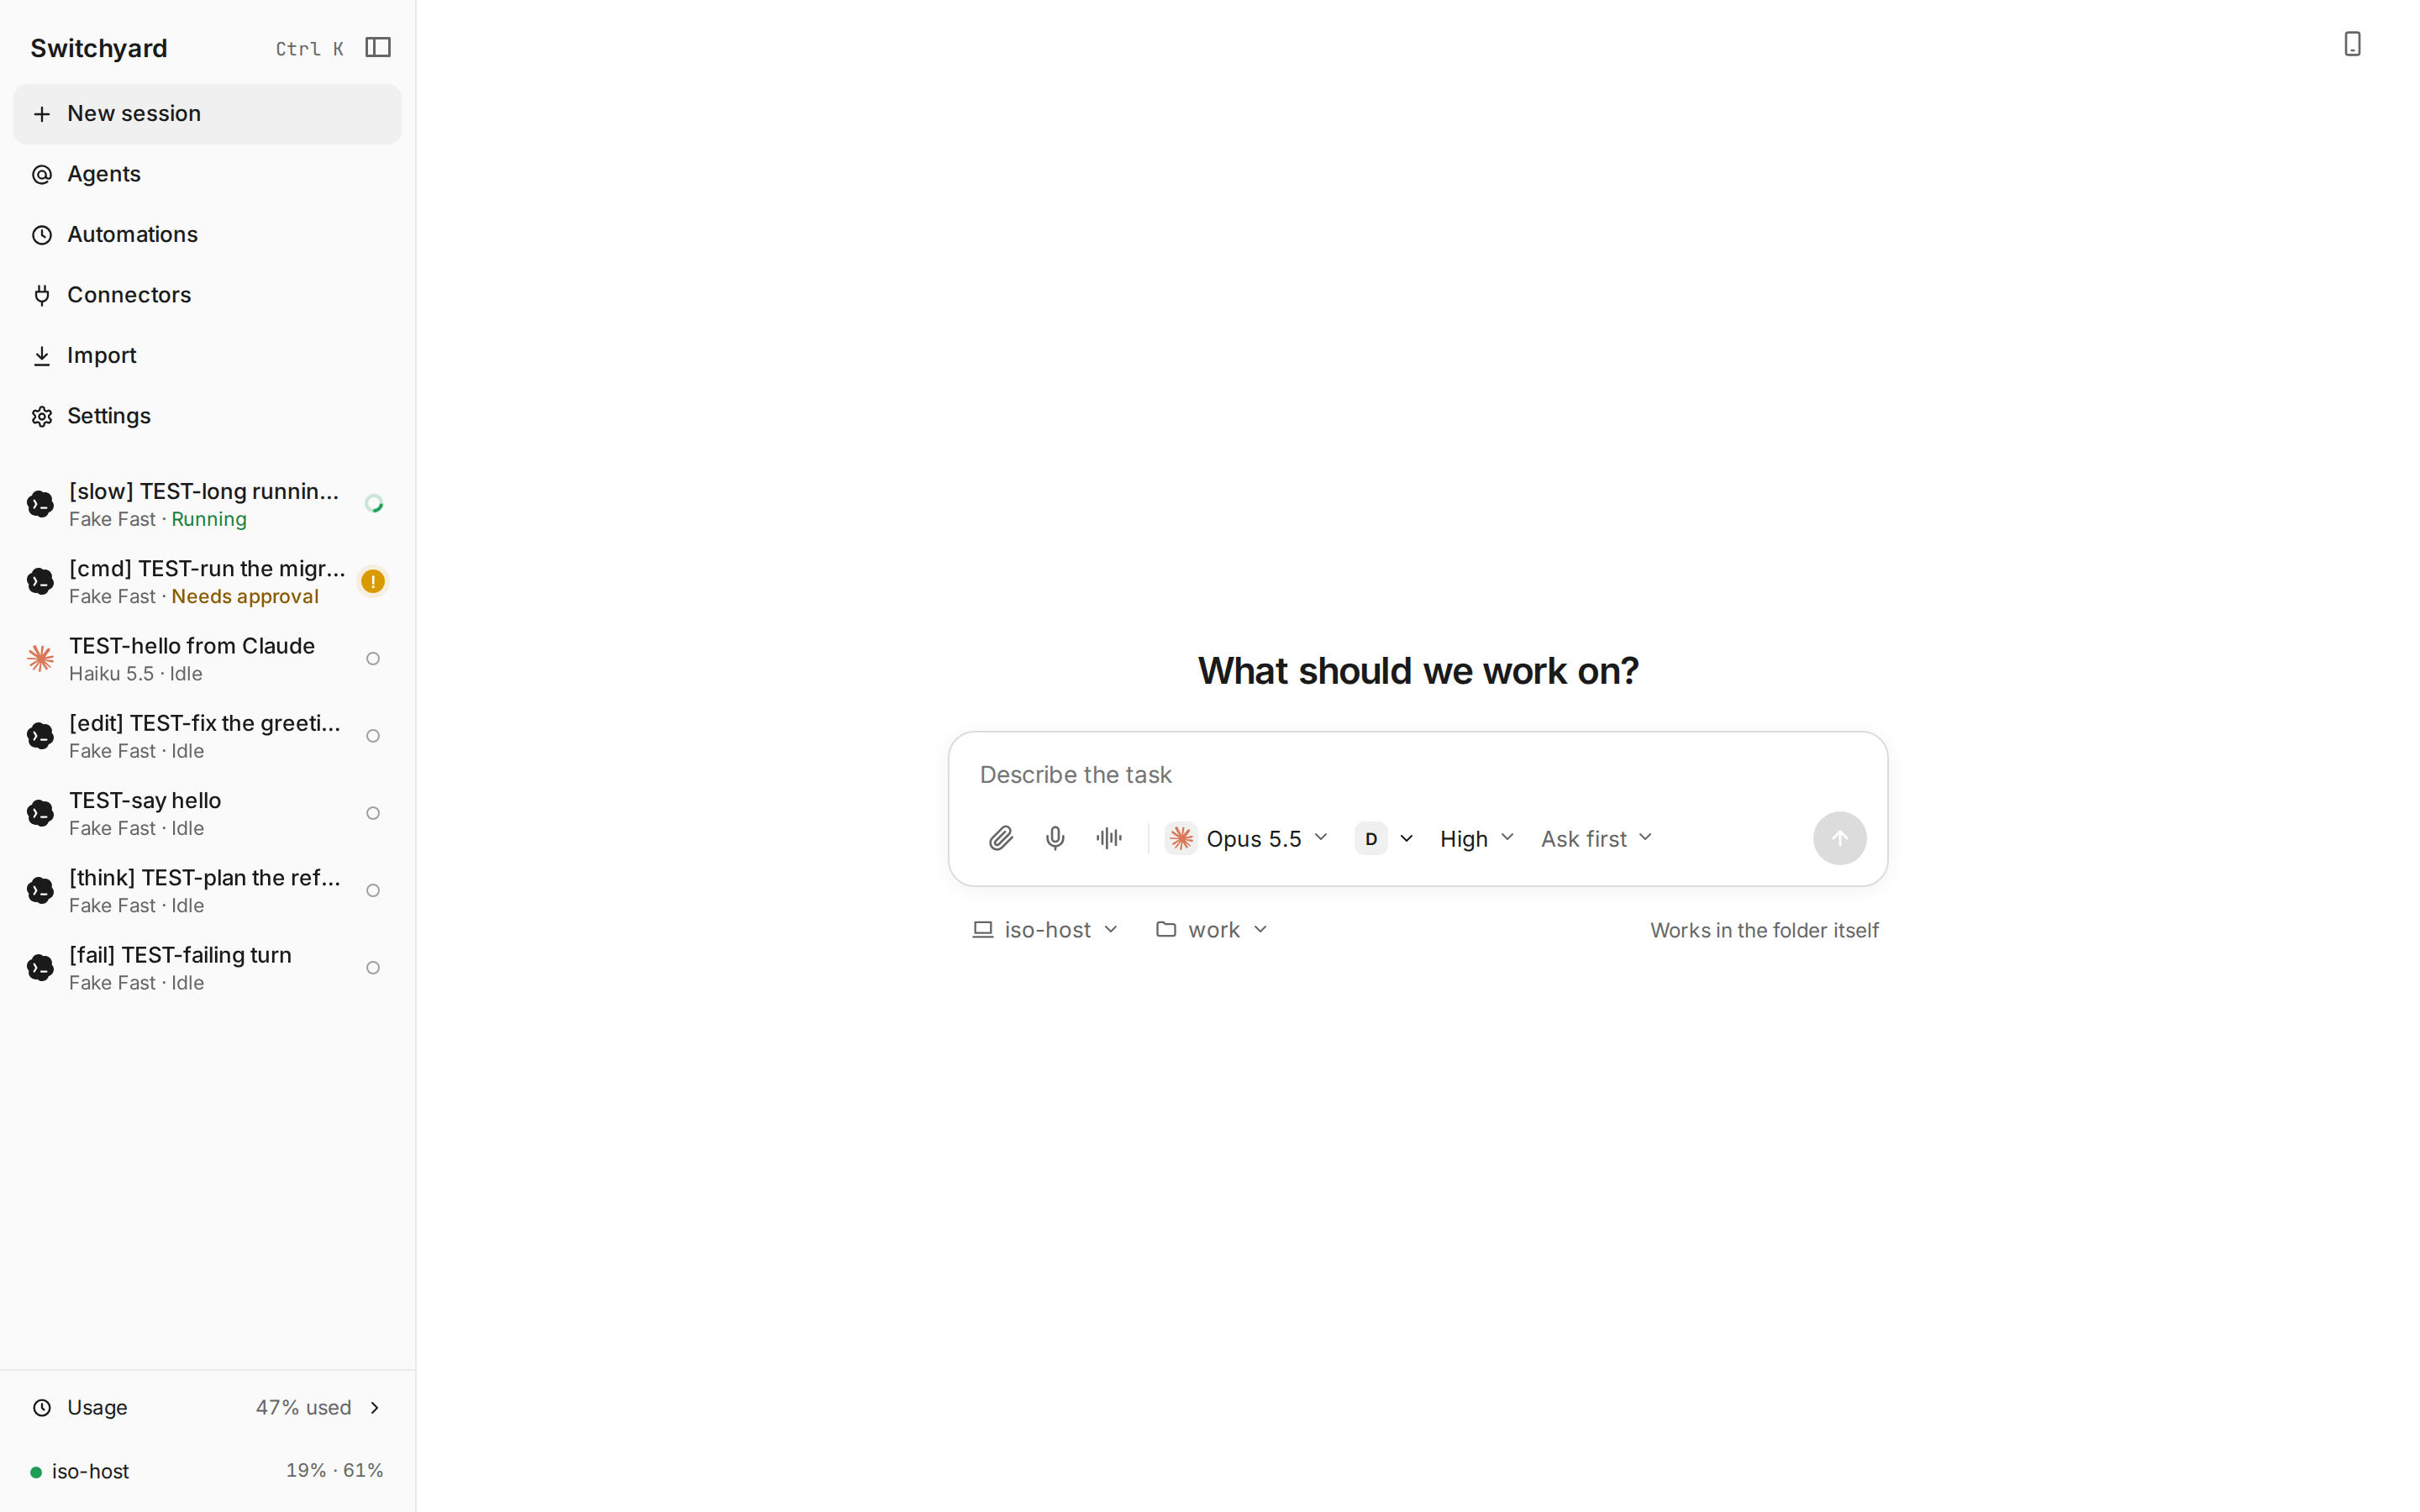 Switchyard Ctrl K
New session
Agents
Automations
Connectors
Import
Settings
[slow] TEST-long runnin...
Fake Fast · Running
[cmd] TEST-run the migr...
Fake Fast · Needs approval
TEST-hello from Claude
Haiku 5.5 · Idle
[edit] TEST-fix the greeti...
Fake Fast · Idle
TEST-say hello
Fake Fast · Idle
[think] TEST-plan the ref...
Fake Fast · Idle
[fail] TEST-failing turn
Fake Fast · Idle
Usage 47% used
iso-host 19% · 61%
What should we work on?
Describe the task
Opus 5.5 D High Ask first
iso-host work Works in the folder itself